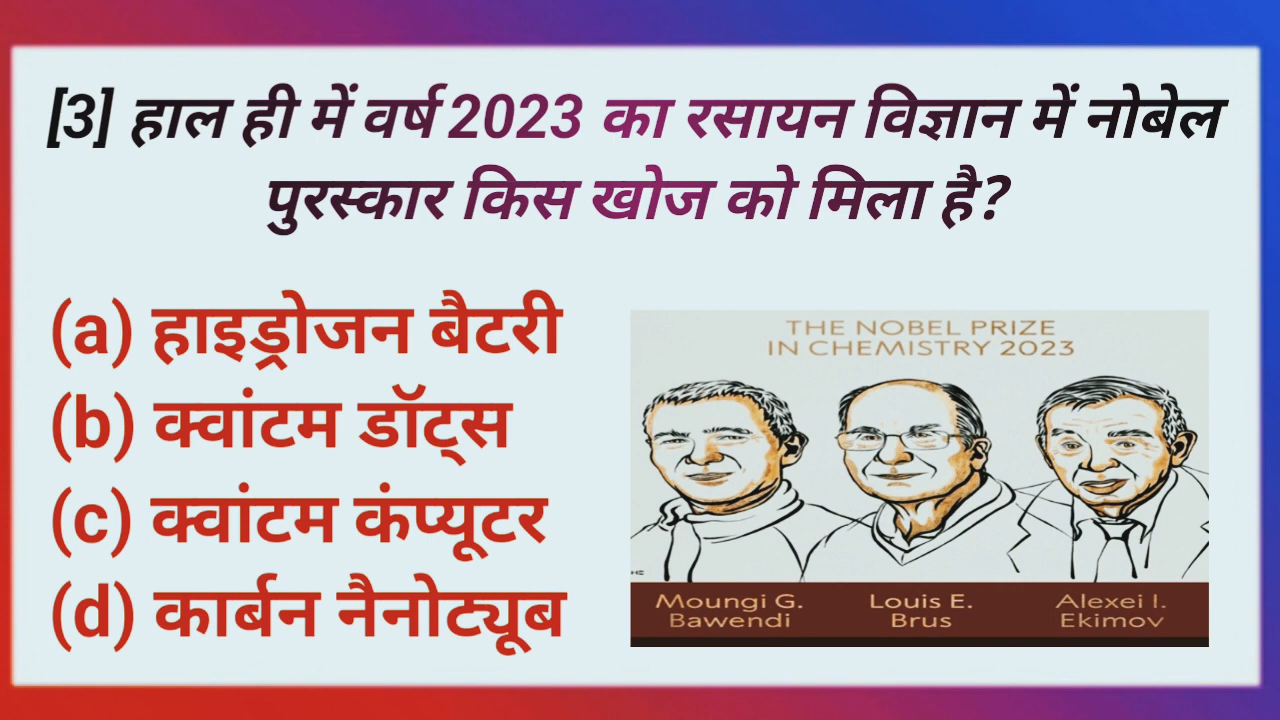 [3] हाल ही में वर्ष 2023 का रसायन विज्ञान में नोबेल
पुरस्कार किस खोज को मिला है?
(a) हाइड्रोजन बैटरी
(b) क्वांटम डॉट्स
(c) क्वांटम कंप्यूटर
(d) कार्बन नैनोट्यूब
THE NOBEL PRIZE
IN CHEMISTRY 2023
Moungi G.
Bawendi
Louis E.
Brus
Alexei I.
Ekimov